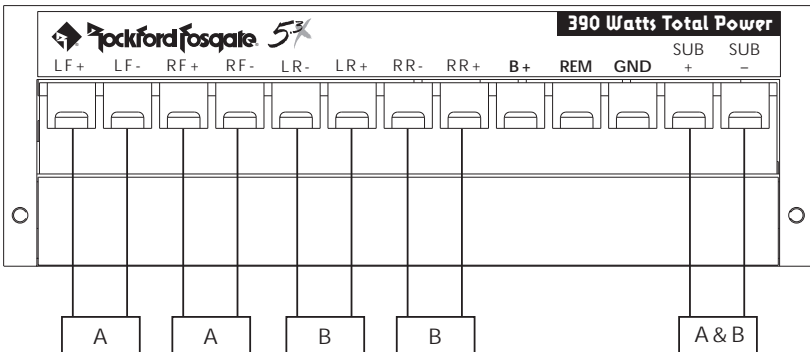 390 Watts Total Power
Rockford Fosgate 5.3X
SUB SUB
LF+ LF- RF+ RF- LR- LR+ RR- RR+ B+ REM GND + –
A A B B A & B